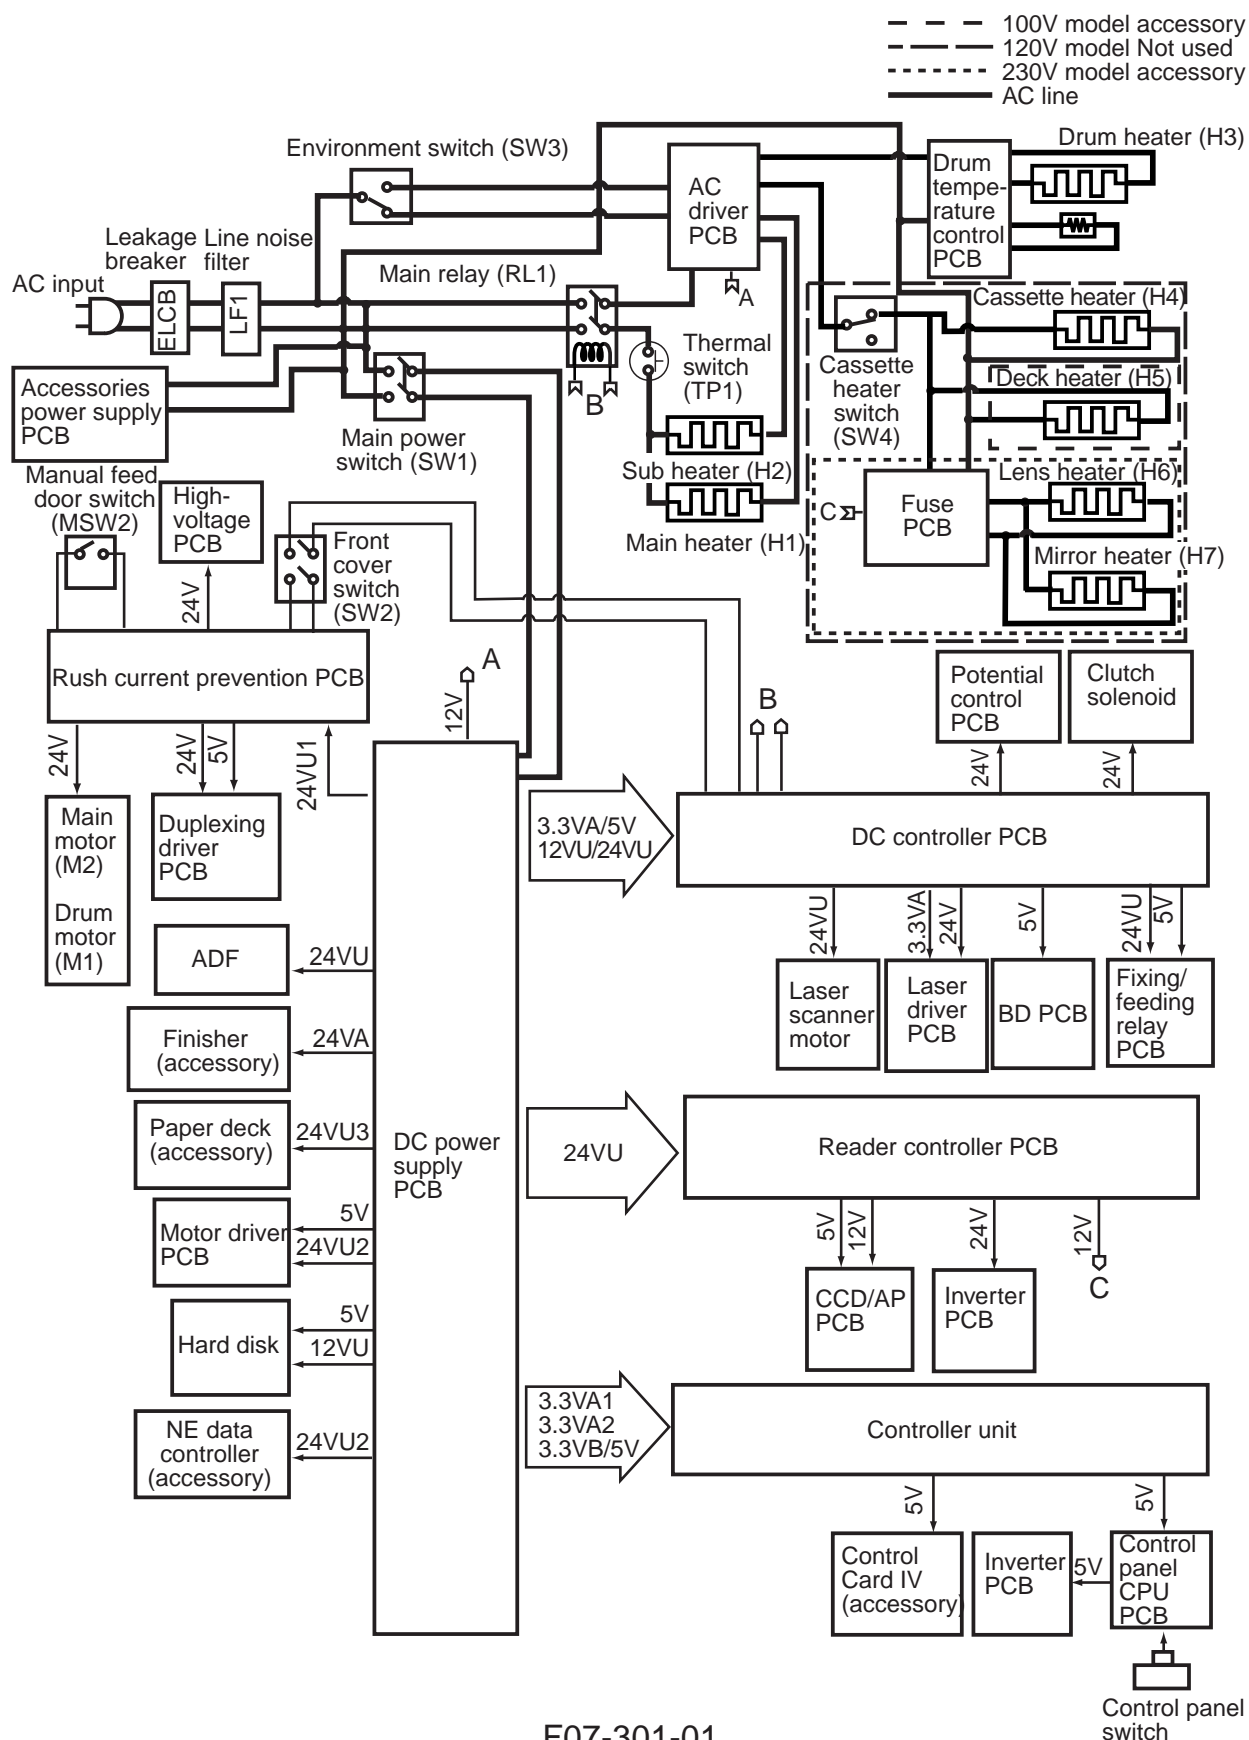 100V model accessory
120V model Not used
230V model accessory
AC line
Environment switch (SW3)
Leakage
breaker
Line noise
filter
AC input
ELCB
LF1
Main relay (RL1)
AC
driver
PCB
A
Drum
tempe-
rature
control
PCB
Drum heater (H3)
Accessories
power supply
PCB
Main power
switch (SW1)
B
Thermal
switch
(TP1)
Sub heater (H2)
Main heater (H1)
Cassette
heater
switch
(SW4)
Cassette heater (H4)
Deck heater (H5)
Lens heater (H6)
Mirror heater (H7)
C
Fuse
PCB
Manual feed
door switch
(MSW2)
High-
voltage
PCB
Front
cover
switch
(SW2)
24V
Rush current prevention PCB
24V
24V
5V
24VU1
12V
A
Main
motor
(M2)
Drum
motor
(M1)
Duplexing
driver
PCB
B
Potential
control
PCB
Clutch
solenoid
24V
24V
3.3VA/5V
12VU/24VU
DC controller PCB
24VU
3.3VA
24V
5V
24VU
5V
Laser
scanner
motor
Laser
driver
PCB
BD PCB
Fixing/
feeding
relay
PCB
ADF
24VU
Finisher
(accessory)
24VA
Paper deck
(accessory)
24VU3
Motor driver
PCB
5V
24VU2
Hard disk
5V
12VU
NE data
controller
(accessory)
24VU2
DC power
supply
PCB
24VU
Reader controller PCB
5V
12V
24V
12V
C
CCD/AP
PCB
Inverter
PCB
3.3VA1
3.3VA2
3.3VB/5V
Controller unit
5V
5V
Control
Card IV
(accessory)
Inverter
PCB
5V
Control
panel
CPU
PCB
Control panel
switch
F07-301-01